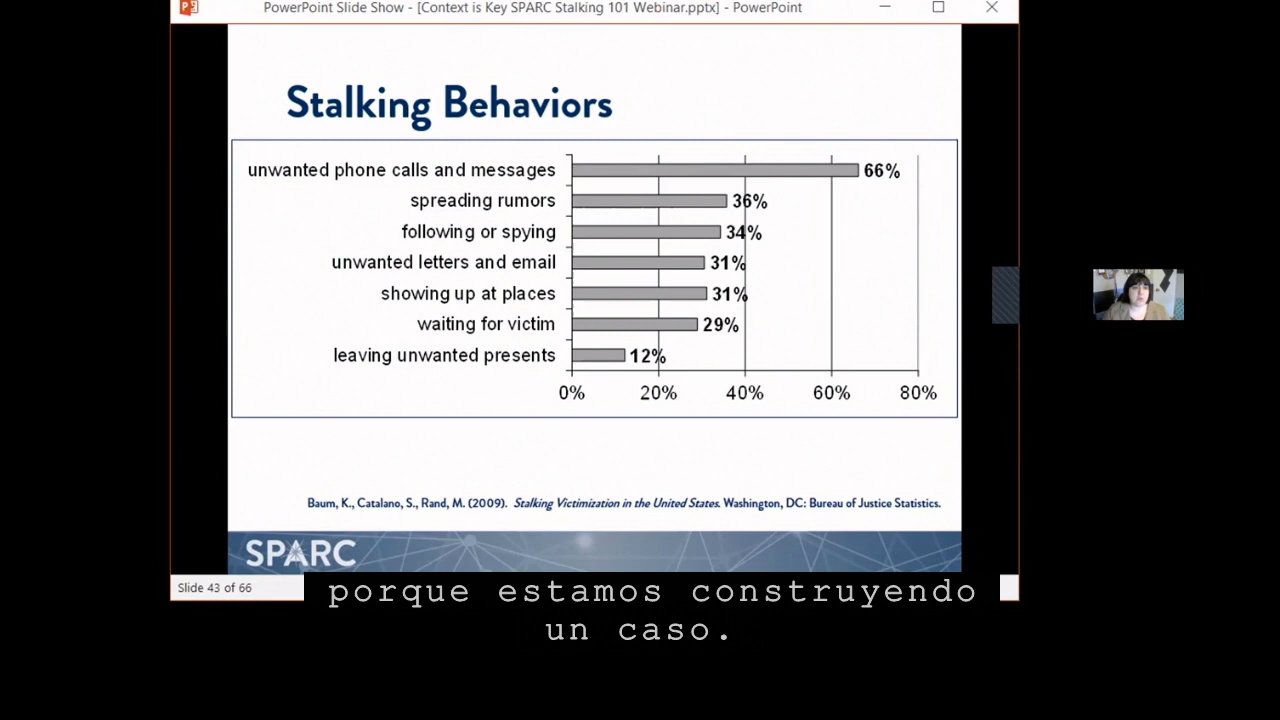 PowerPoint Slide Show - [Context is Key SPARC Stalking 101 Webinar.pptx] - PowerPoint
Stalking Behaviors
unwanted phone calls and messages 66%
spreading rumors 36%
following or spying 34%
unwanted letters and email 31%
showing up at places 31%
waiting for victim 29%
leaving unwanted presents 12%
0% 20% 40% 60% 80%
Baum, K., Catalano, S., Rand, M. (2009). Stalking Victimization in the United States. Washington, DC: Bureau of Justice Statistics.
SPARC
Slide 43 of 66
porque estamos construyendo
un caso.